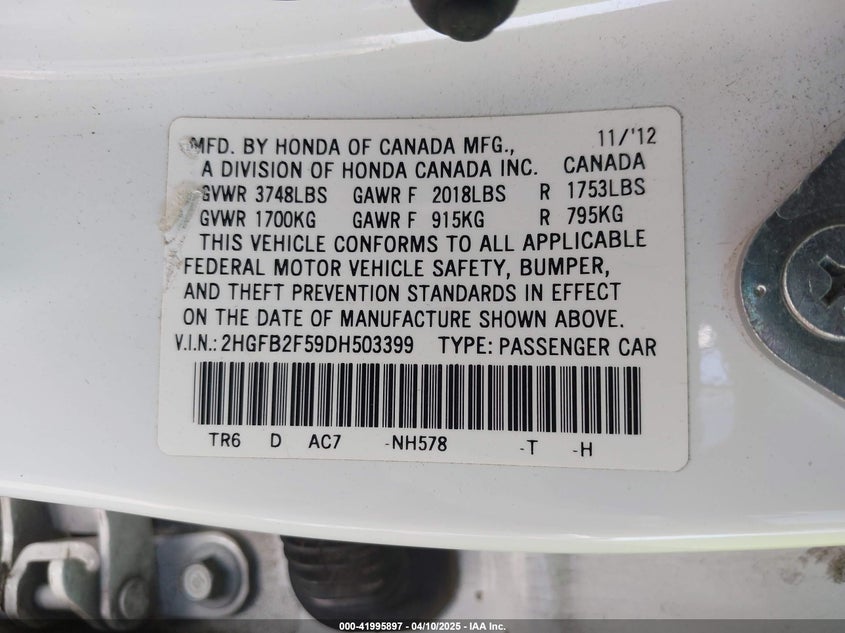 MFD. BY HONDA OF CANADA MFG., 11/'12
A DIVISION OF HONDA CANADA INC. CANADA
GVWR 3748LBS GAWR F 2018LBS R 1753LBS
GVWR 1700KG GAWR F 915KG R 795KG
THIS VEHICLE CONFORMS TO ALL APPLICABLE
FEDERAL MOTOR VEHICLE SAFETY, BUMPER,
AND THEFT PREVENTION STANDARDS IN EFFECT
ON THE DATE OF MANUFACTURE SHOWN ABOVE.
V.I.N.: 2HGFB2F59DH503399 TYPE: PASSENGER CAR
TR6 D AC7 -NH578 -T -H
000-41995897 - 04/10/2025 - IAA Inc.